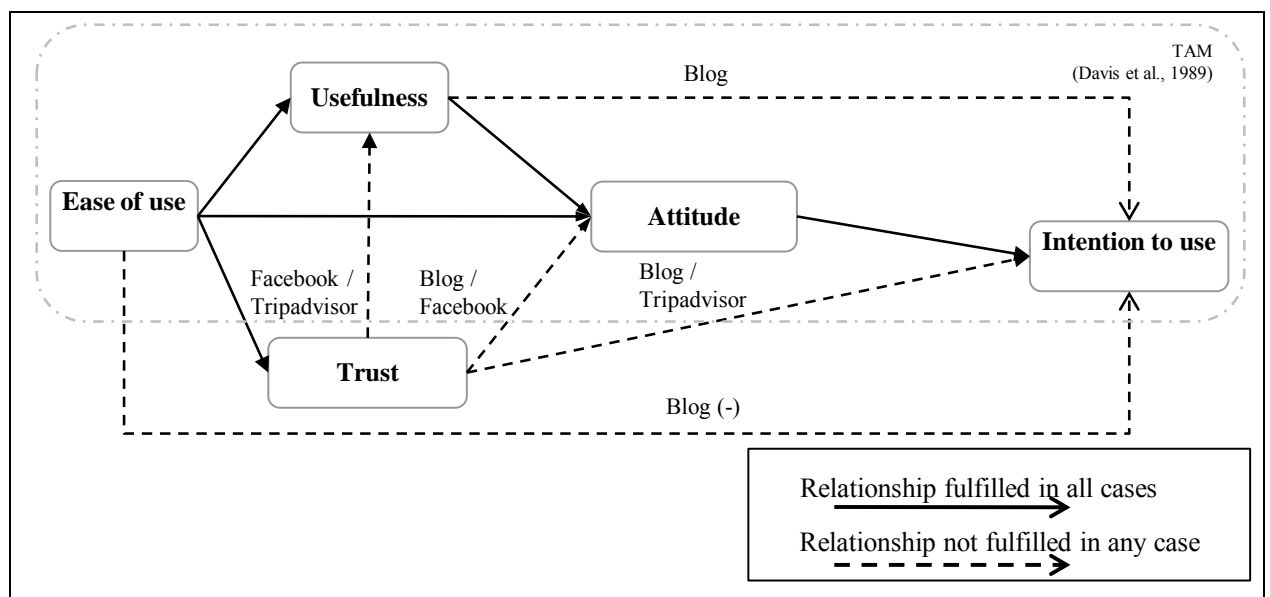 TAM
(Davis et al., 1989)
Blog
Usefulness
Ease of use
Attitude
Intention to use
Facebook /
Tripadvisor
Blog /
Facebook
Blog /
Tripadvisor
Trust
Blog (-)
Relationship fulfilled in all cases
Relationship not fulfilled in any case